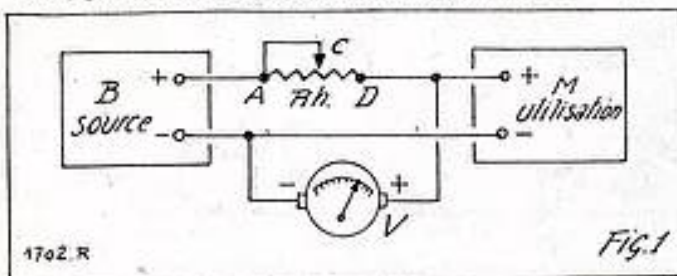 C
+ + 
B A Rh. D M
source utilisation
- -
- +
V
1702.R Fig.1